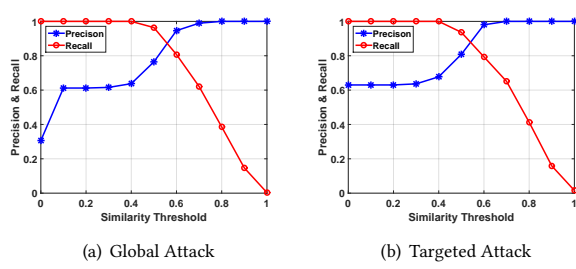 Precison
Recall
Precision & Recall
1
0.8
0.6
0.4
0.2
0
0 0.2 0.4 0.6 0.8 1
Similarity Threshold
(a) Global Attack
Precison
Recall
Precision & Recall
1
0.8
0.6
0.4
0.2
0
0 0.2 0.4 0.6 0.8 1
Similarity Threshold
(b) Targeted Attack